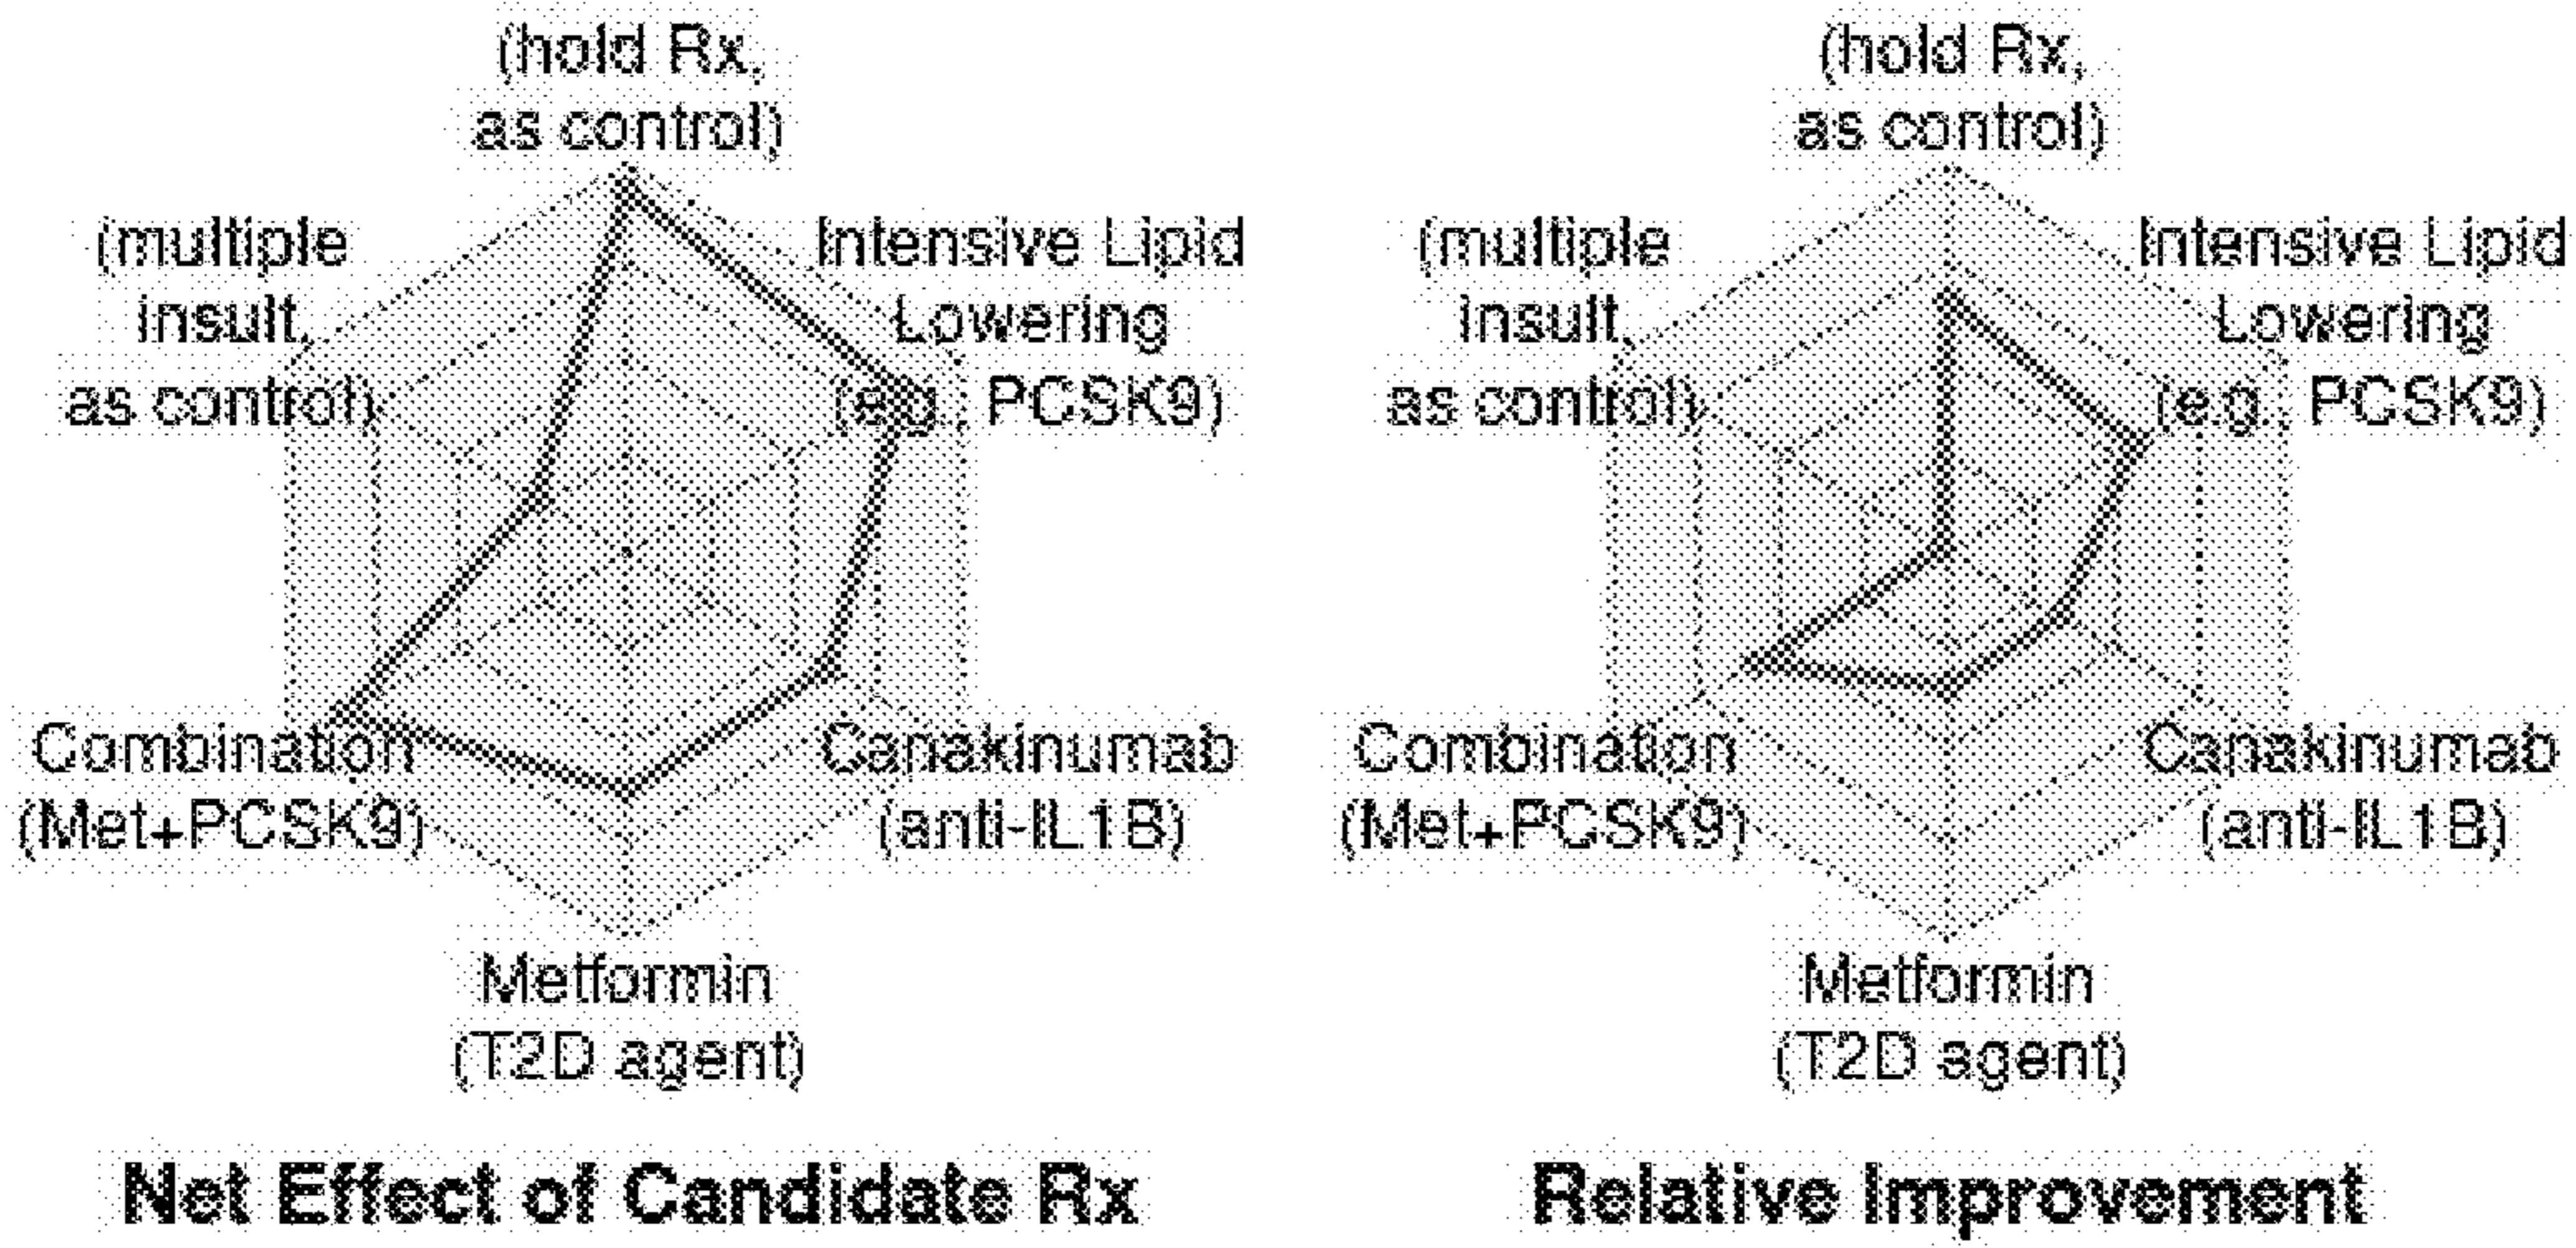 (hold Rx,
as control)
(multiple
insult,
as control)
Intensive Lipid
Lowering
(e.g., PCSK9)
Combination
(Met+PCSK9)
Canakinumab
(anti-IL1B)
Metformin
(T2D agent)
Net Effect of Candidate Rx
(hold Rx,
as control)
(multiple
insult,
as control)
Intensive Lipid
Lowering
(e.g., PCSK9)
Combination
(Met+PCSK9)
Canakinumab
(anti-IL1B)
Metformin
(T2D agent)
Relative Improvement